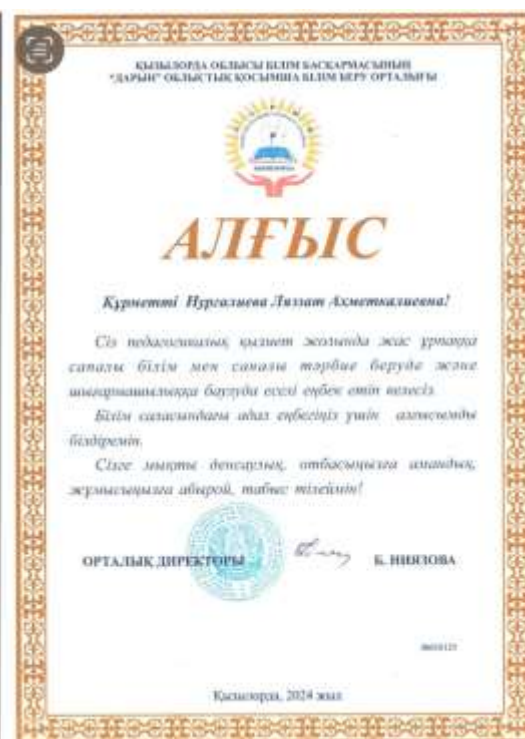 ҚЫЗЫЛОРДА ОБЛЫСЫ БІЛІМ БАСҚАРМАСЫНЫҢ
"ДАРЫН" ОБЛЫСТЫҚ ҚОСЫМША БІЛІМ БЕРУ ОРТАЛЫҒЫ
АЛҒЫС
Құрметті Нурғалиева Ляззат Ахметкалиевна!
Сіз педагогикалық қызмет жолында жас ұрпаққа
сапалы білім мен саналы тәрбие беруде және
шығармашылыққа баулуда еселі еңбек етіп келесіз.
Білім саласындағы адал еңбегіңіз үшін алғысымды
білдіремін.
Сізге мықты денсаулық, отбасыңызға амандық,
жұмысыңызға абырой, табыс тілеймін!
ОРТАЛЫҚ ДИРЕКТОРЫ Б. НИЯЗОВА
Қызылорда, 2024 жыл